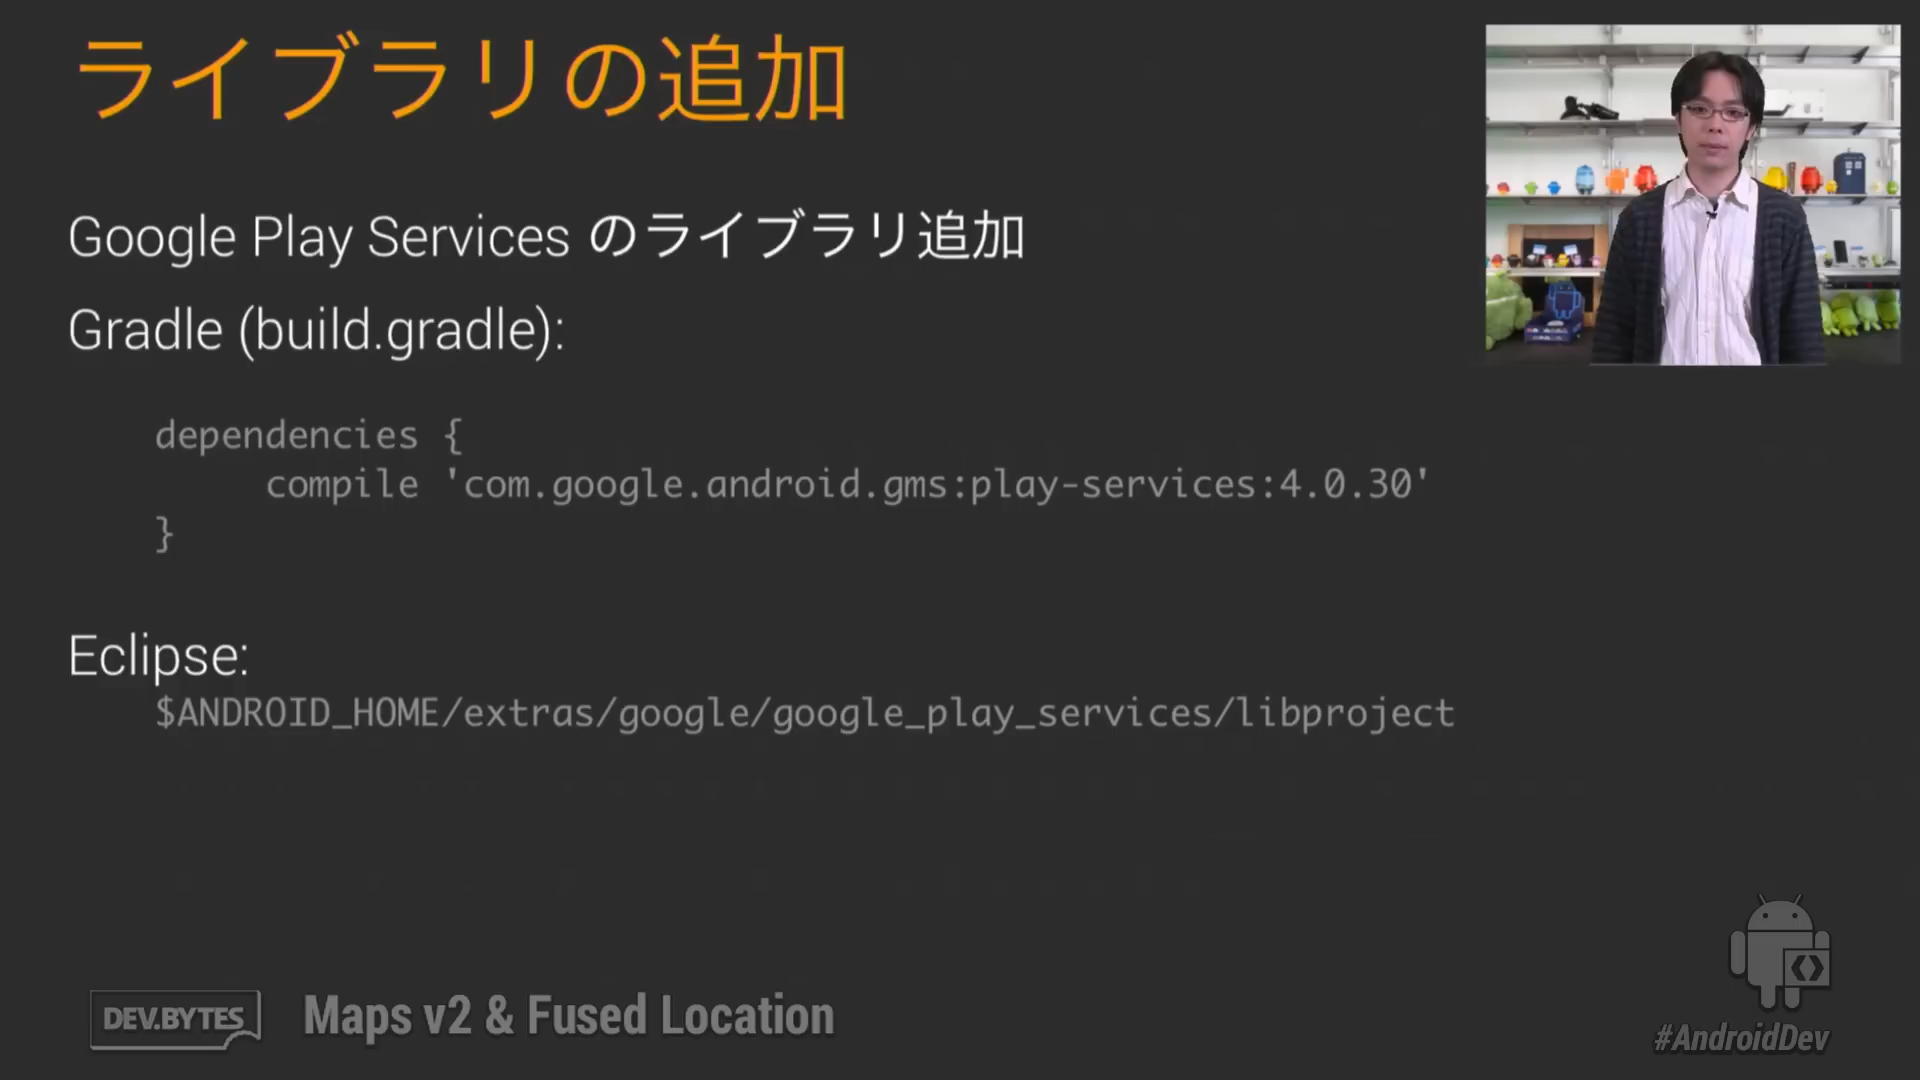 ライブラリの追加
Google Play Services のライブラリ追加
Gradle (build.gradle):
dependencies {
compile 'com.google.android.gms:play-services:4.0.30'
}
Eclipse:
$ANDROID_HOME/extras/google/google_play_services/libproject
DEV.BYTES
Maps v2 & Fused Location
#AndroidDev